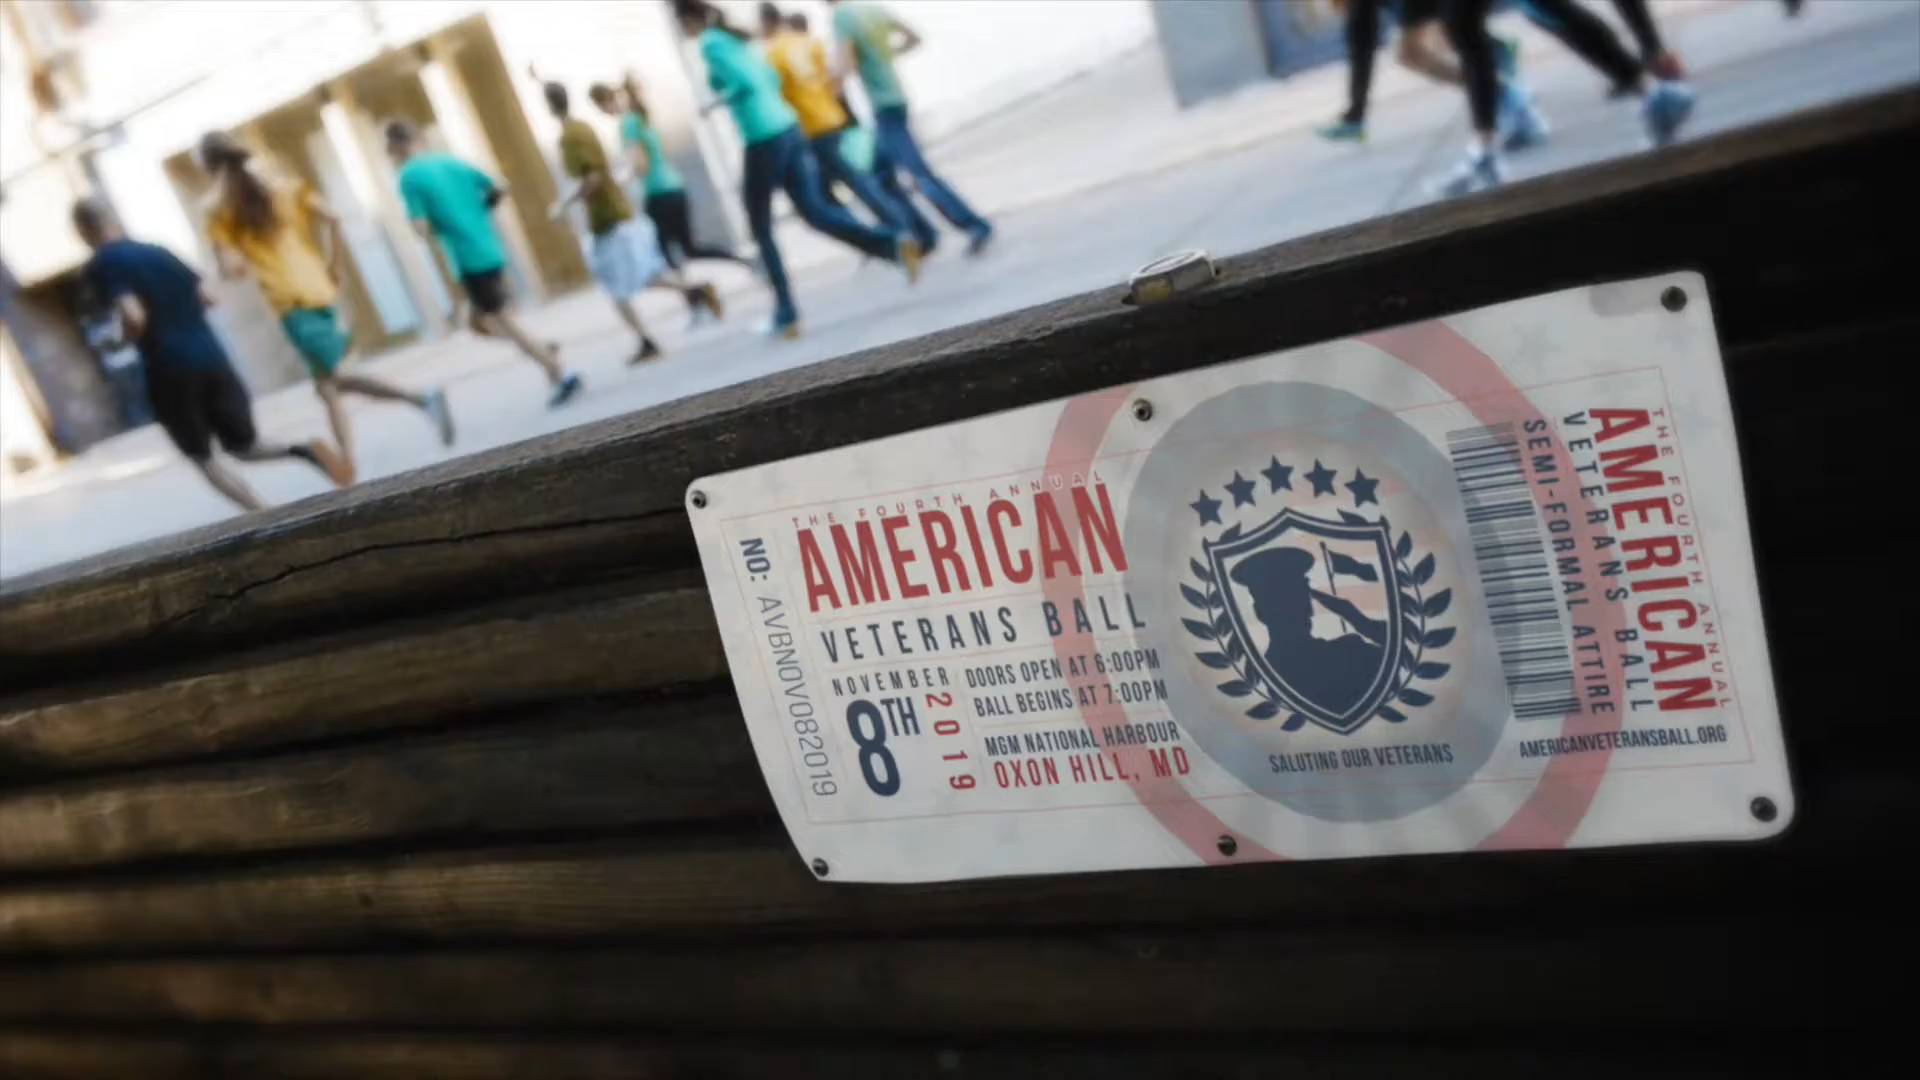 NO: AVBNOV082019
THE FOURTH ANNUAL
AMERICAN
VETERANS BALL
NOVEMBER
8TH
2019
DOORS OPEN AT 6:00PM
BALL BEGINS AT 7:00PM
MGM NATIONAL HARBOUR
OXON HILL, MD
SALUTING OUR VETERANS
THE FOURTH ANNUAL
AMERICAN
VETERANS BALL
SEMI-FORMAL ATTIRE
AMERICANVETERANSBALL.ORG